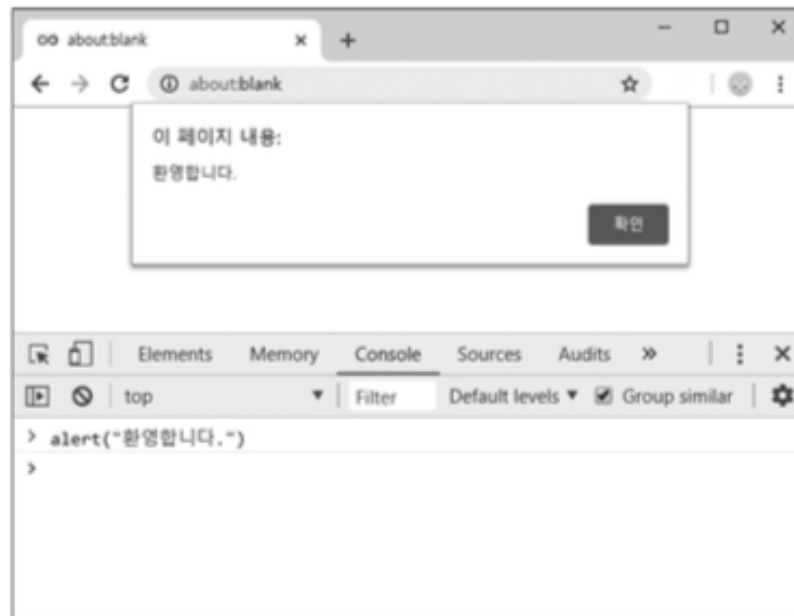 about:blank
about:blank
이 페이지 내용:
환영합니다.
확인
Elements Memory Console Sources Audits »
top Filter Default levels Group similar
> alert("환영합니다.")
>